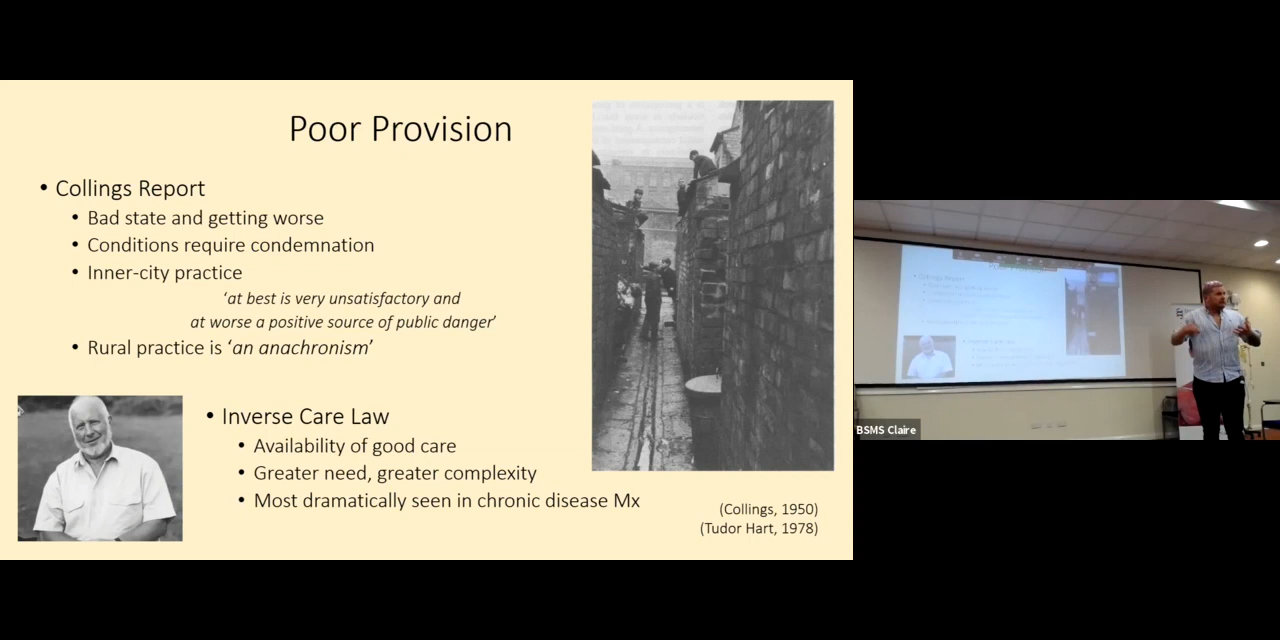 Poor Provision
• Collings Report
• Bad state and getting worse
• Conditions require condemnation
• Inner-city practice
‘at best is very unsatisfactory and
at worse a positive source of public danger’
• Rural practice is ‘an anachronism’
• Inverse Care Law
• Availability of good care
• Greater need, greater complexity
• Most dramatically seen in chronic disease Mx
(Collings, 1950)
(Tudor Hart, 1978)
BSMS Claire